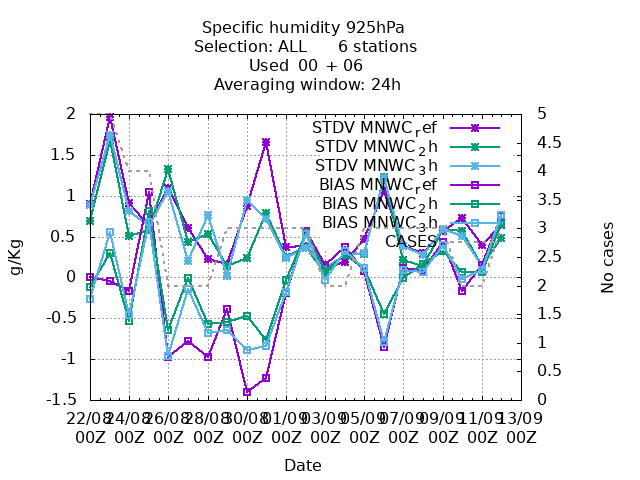 Specific humidity 925hPa
Selection: ALL 6 stations
Used 00 + 06
Averaging window: 24h
STDV MNWC_ref
STDV MNWC_2h
STDV MNWC_3h
BIAS MNWC_ref
BIAS MNWC_2h
BIAS MNWC_3h
CASES
g/Kg
2
1.5
1
0.5
0
-0.5
-1
-1.5
No cases
5
4.5
4
3.5
3
2.5
2
1.5
1
0.5
0
22/08 24/08 26/08 28/08 30/08 01/09 03/09 05/09 07/09 09/09 11/09 13/09
00Z 00Z 00Z 00Z 00Z 00Z 00Z 00Z 00Z 00Z 00Z 00Z
Date